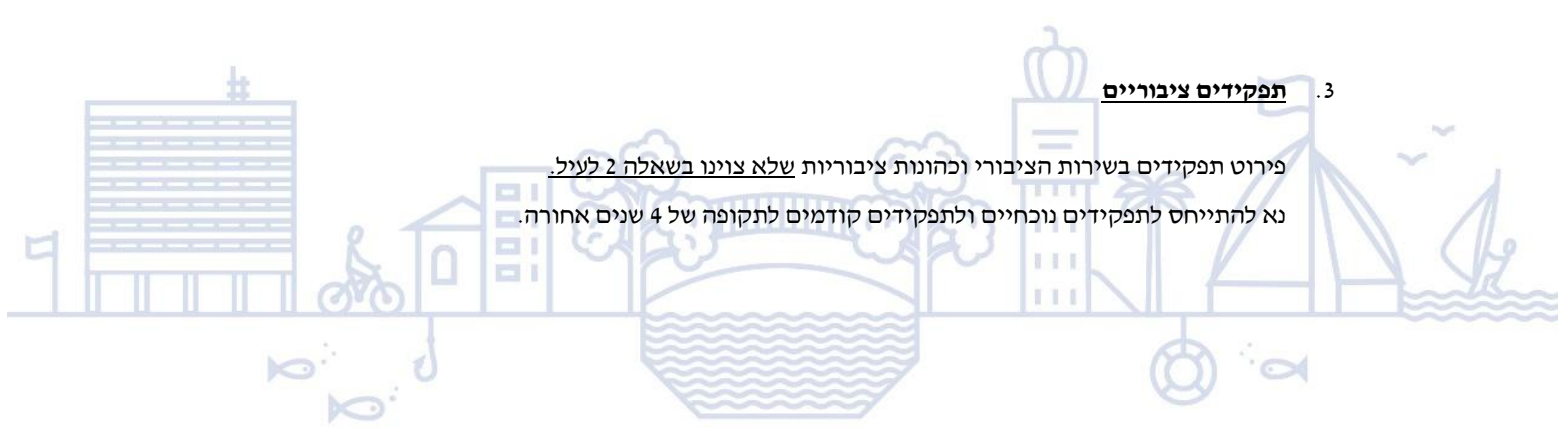 3. תפקידים ציבוריים
פירוט תפקידים בשירות הציבורי וכהונות ציבוריות שלא צוינו בשאלה 2 לעיל.
נא להתייחס לתפקידים נוכחיים ולתפקידים קודמים לתקופה של 4 שנים אחורה.